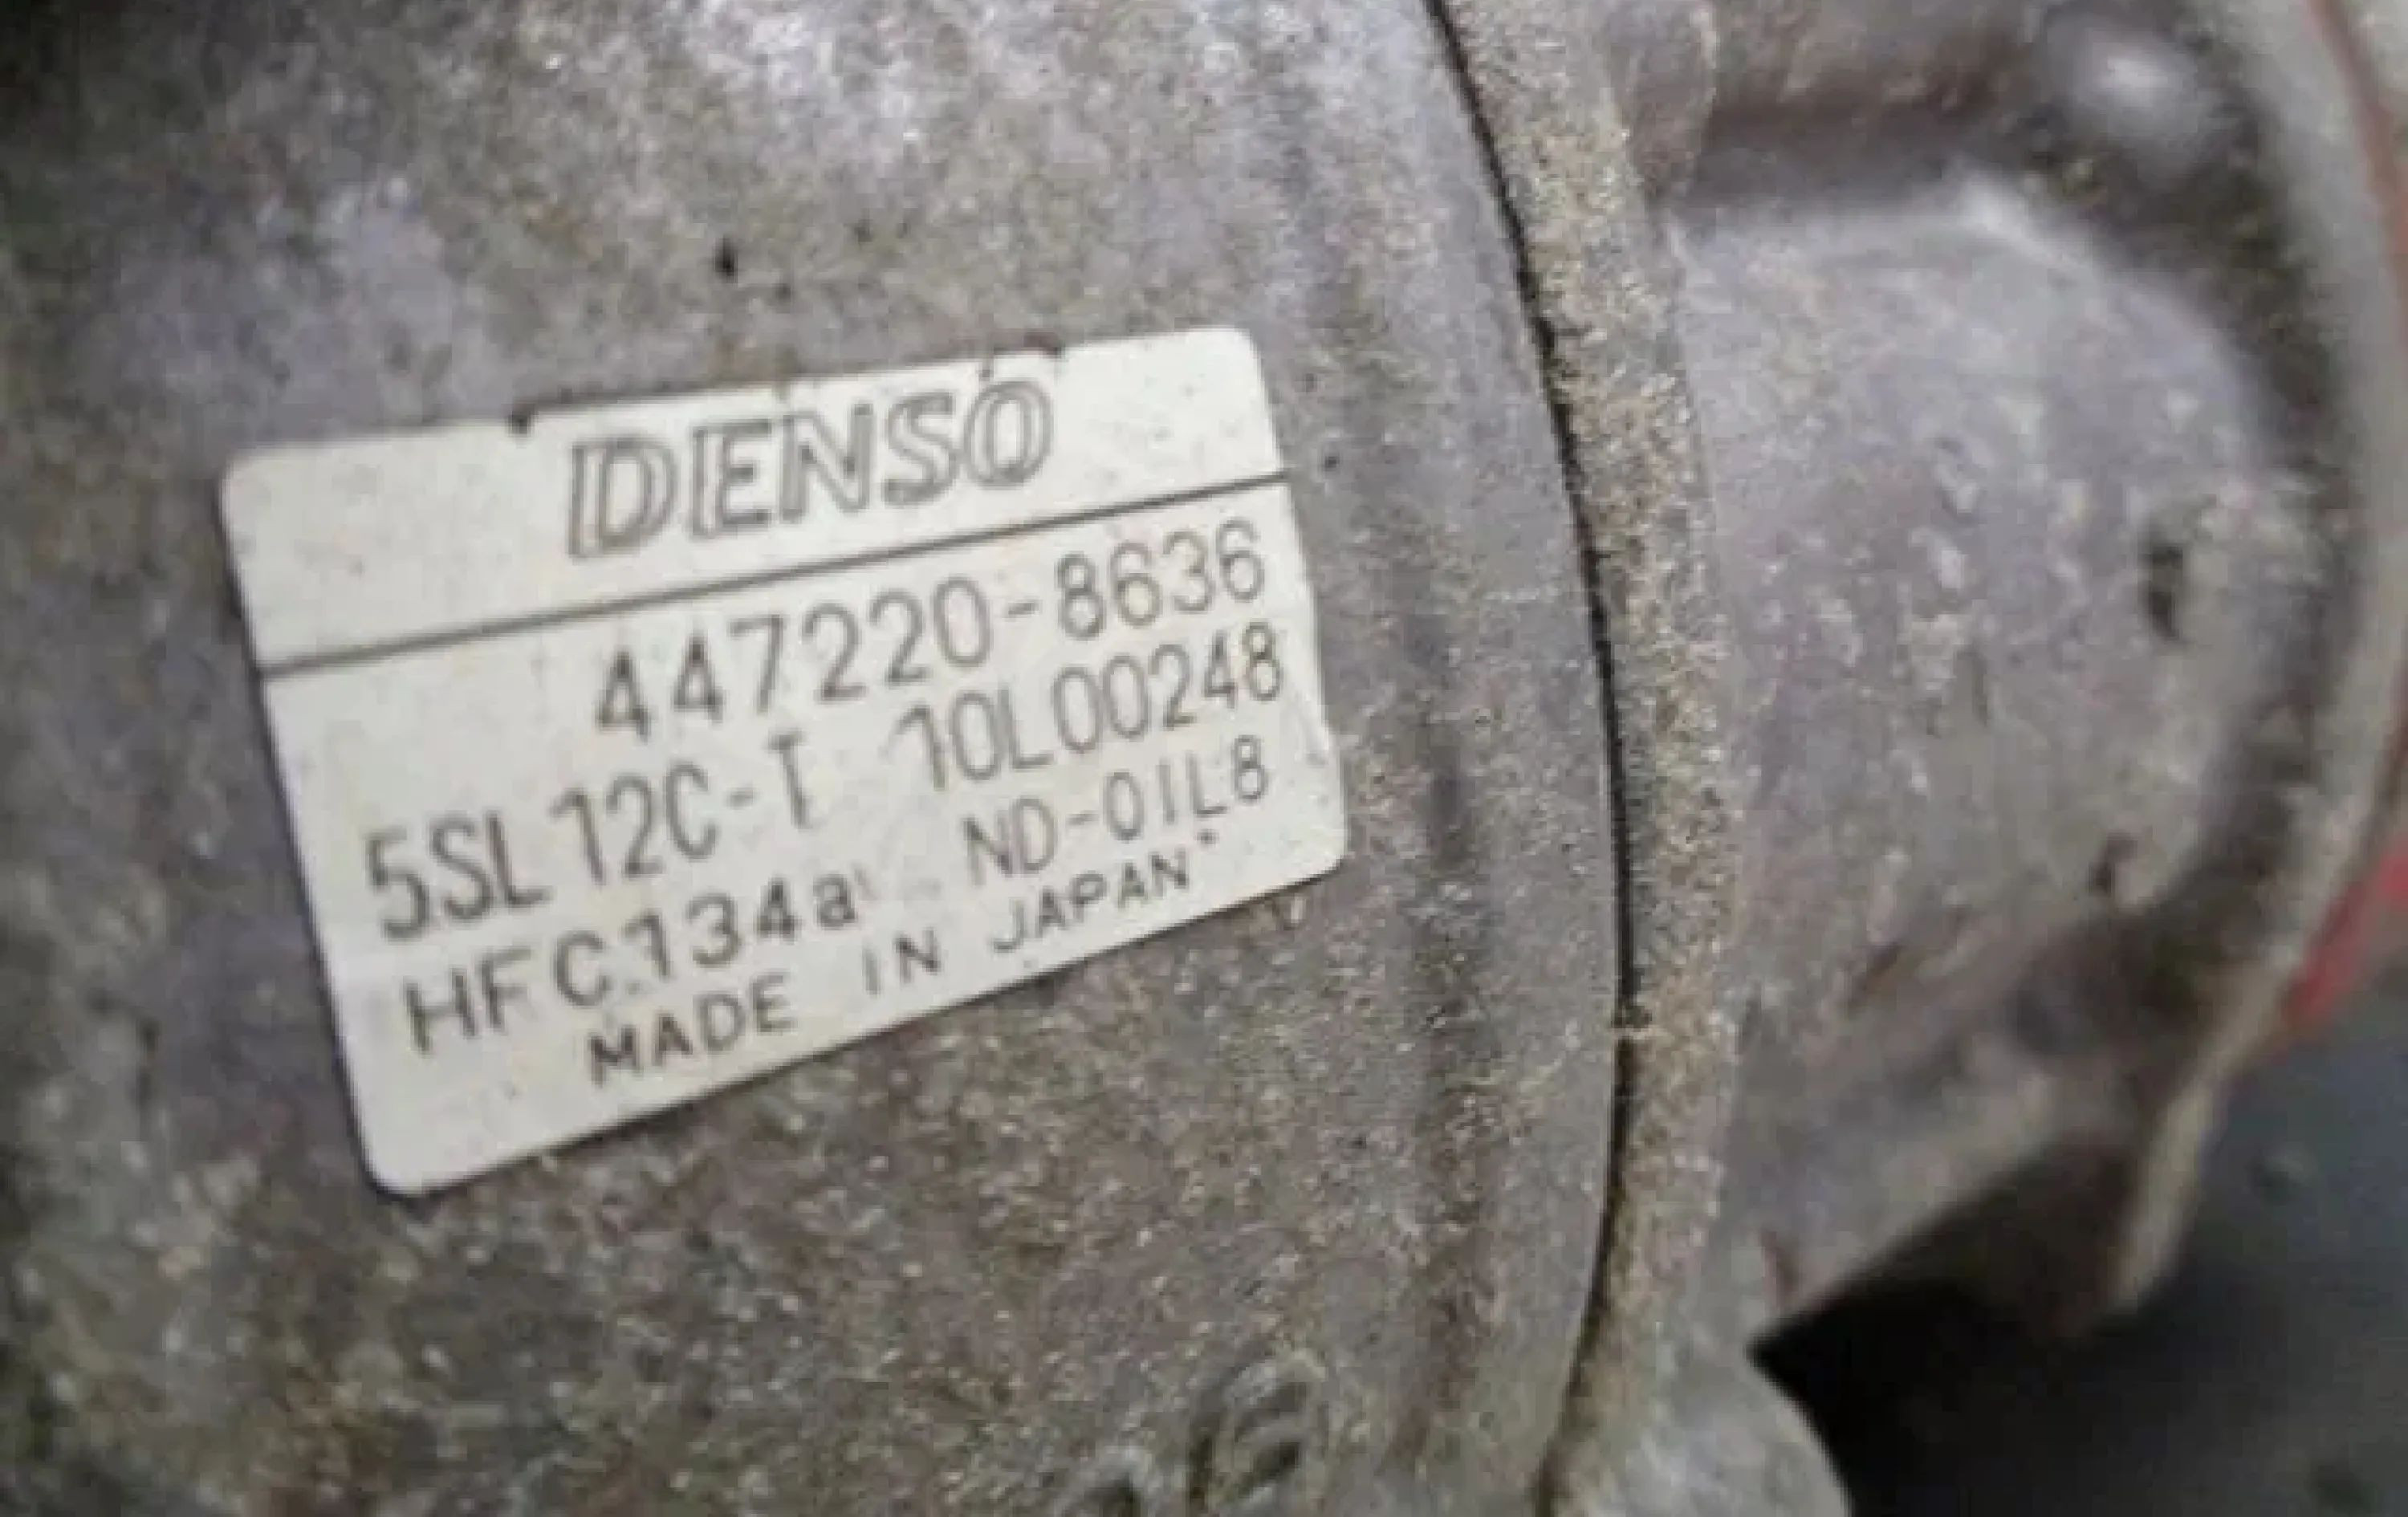 DENSO
447220-8636
5SL12C-T 10L00248
HFC134a ND-OIL8
MADE IN JAPAN